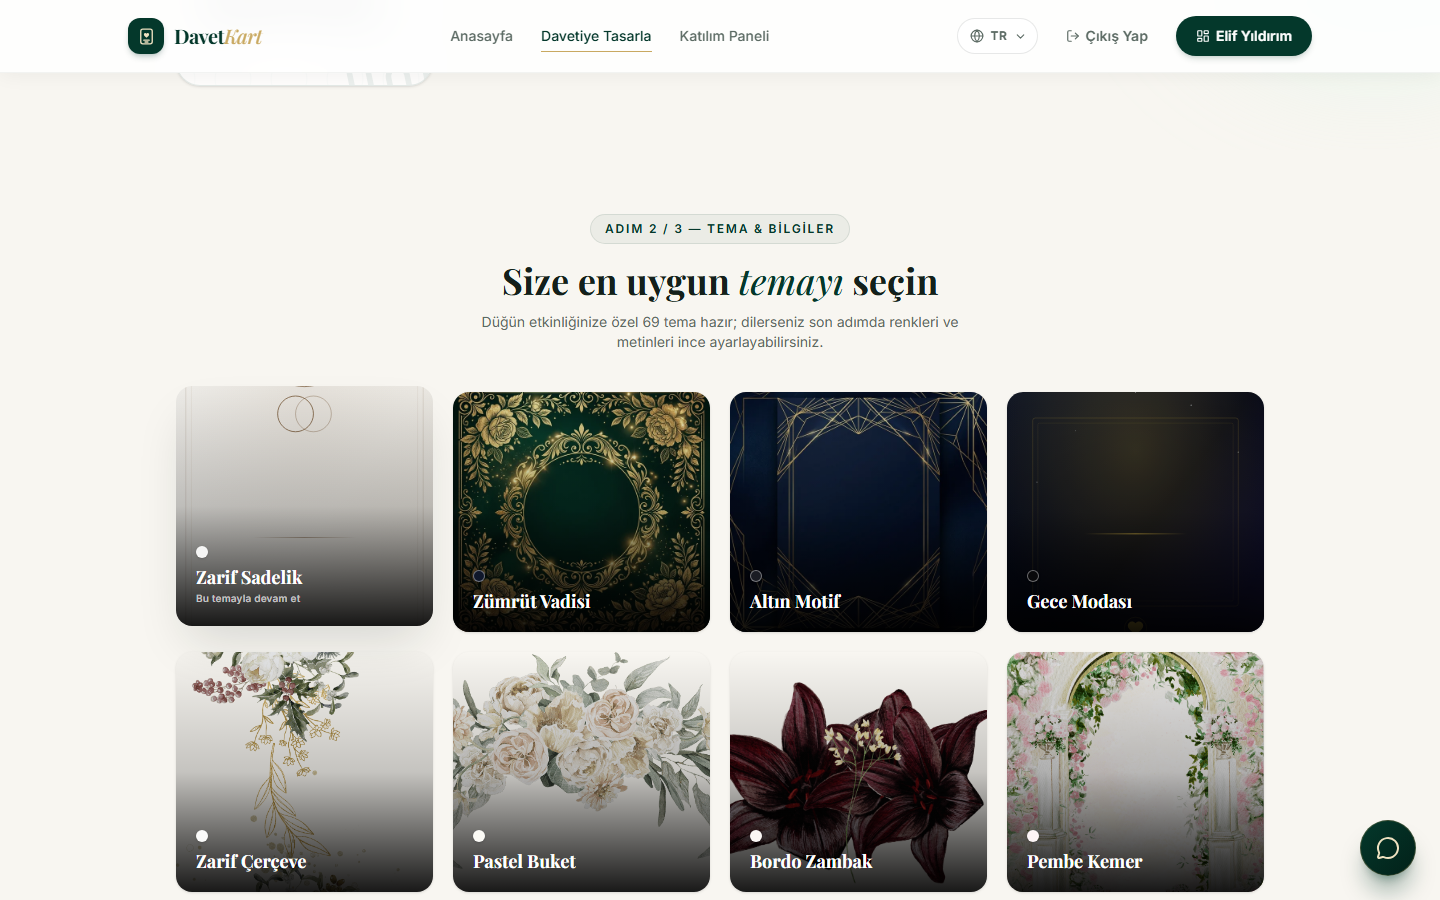 DavetKart
Anasayfa
Davetiye Tasarla
Katılım Paneli
TR
Çıkış Yap
Elif Yıldırım
ADIM 2 / 3 — TEMA & BİLGİLER
Size en uygun temayı seçin
Düğün etkinliğinize özel 69 tema hazır; dilerseniz son adımda renkleri ve
metinleri ince ayarlayabilirsiniz.
Zarif Sadelik
Bu temayla devam et
Zümrüt Vadisi
Altın Motif
Gece Modası
Zarif Çerçeve
Pastel Buket
Bordo Zambak
Pembe Kemer